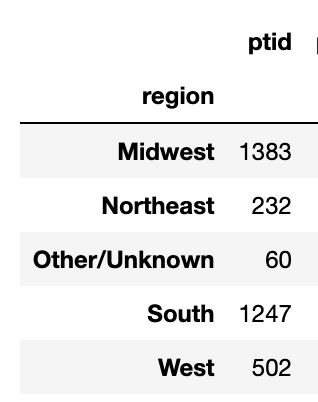 ptid
region
Midwest 1383
Northeast 232
Other/Unknown 60
South 1247
West 502